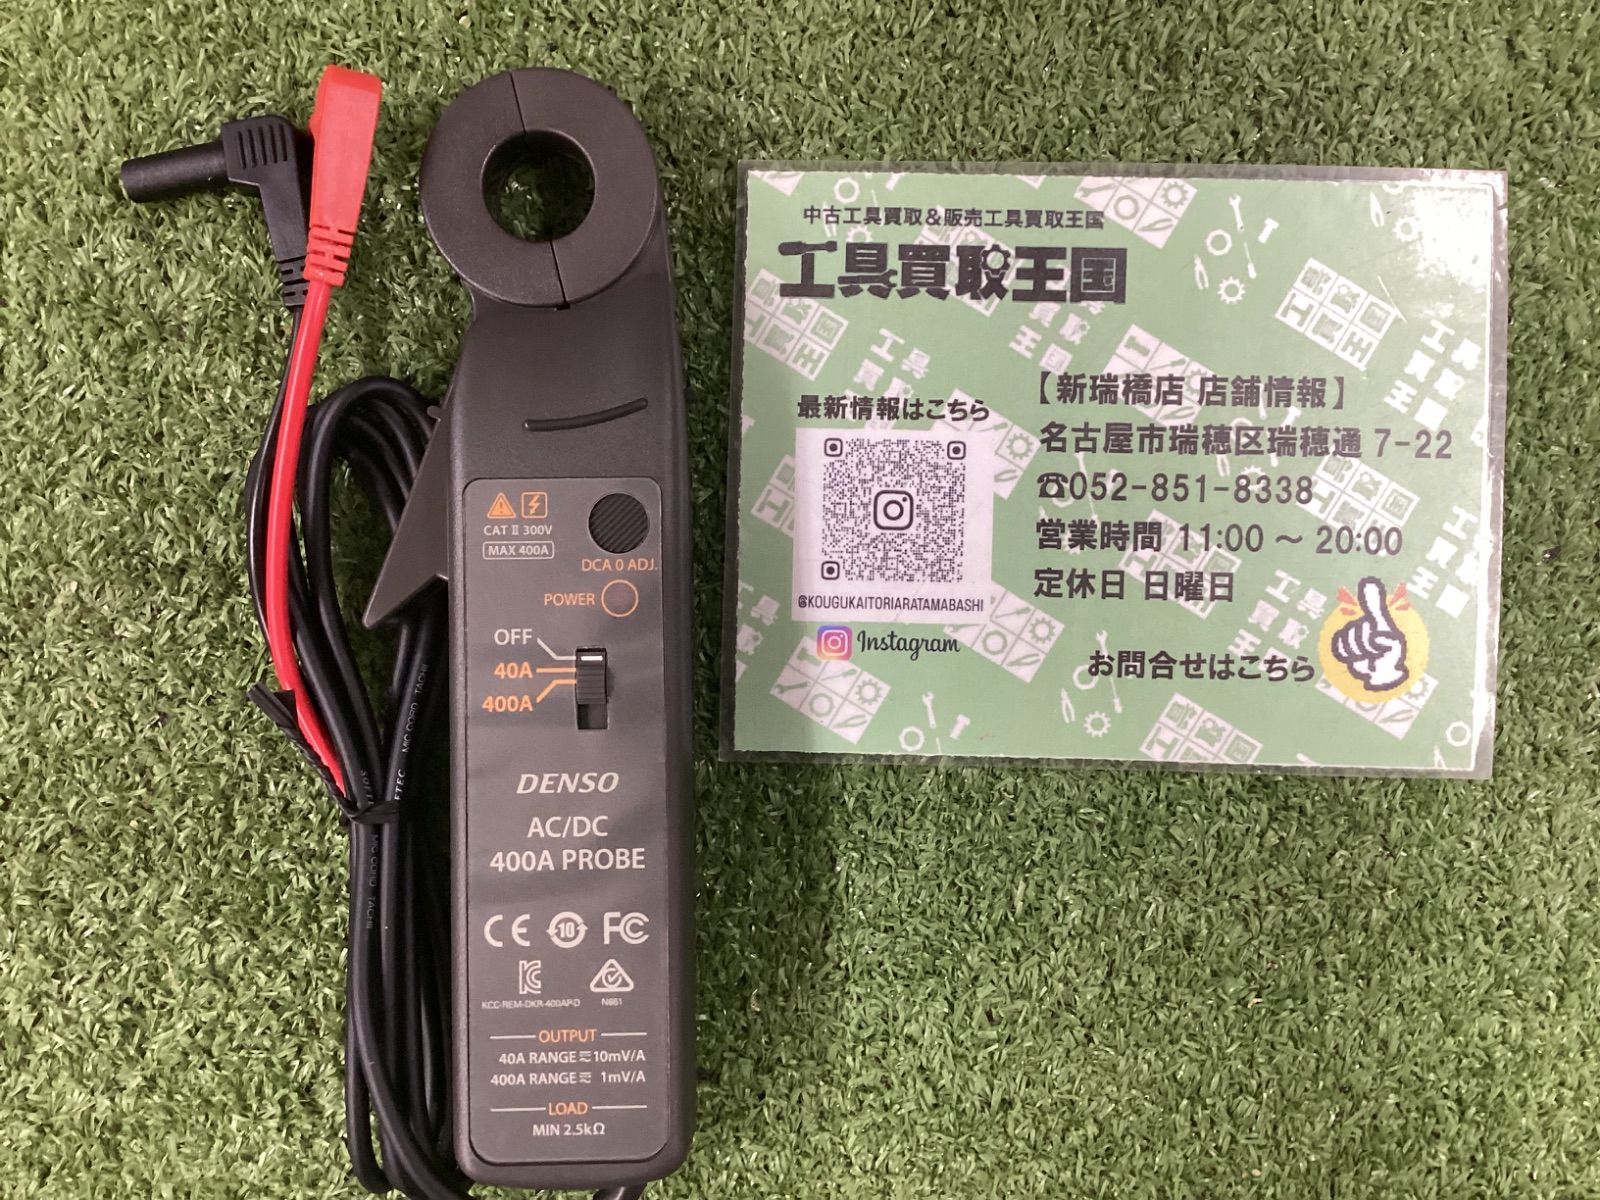 CAT II 300V
MAX 400A
DCA 0 ADJ.
POWER
OFF
40A
400A
DENSO
AC/DC
400A PROBE
CE 10 FC
KCC-REM-DKR-400APD
N661
OUTPUT
40A RANGE 10mV/A
400A RANGE 1mV/A
LOAD
MIN 2.5kΩ
中古工具買取&販売工具買取王国
工具買取王国
最新情報はこちら
@KOUGUKAITORIARATAMABASHI
Instagram
【新瑞橋店 店舗情報】
名古屋市瑞穂区瑞穂通 7-22
☎052-851-8338
営業時間 11:00 ~ 20:00
定休日 日曜日
お問合せはこちら